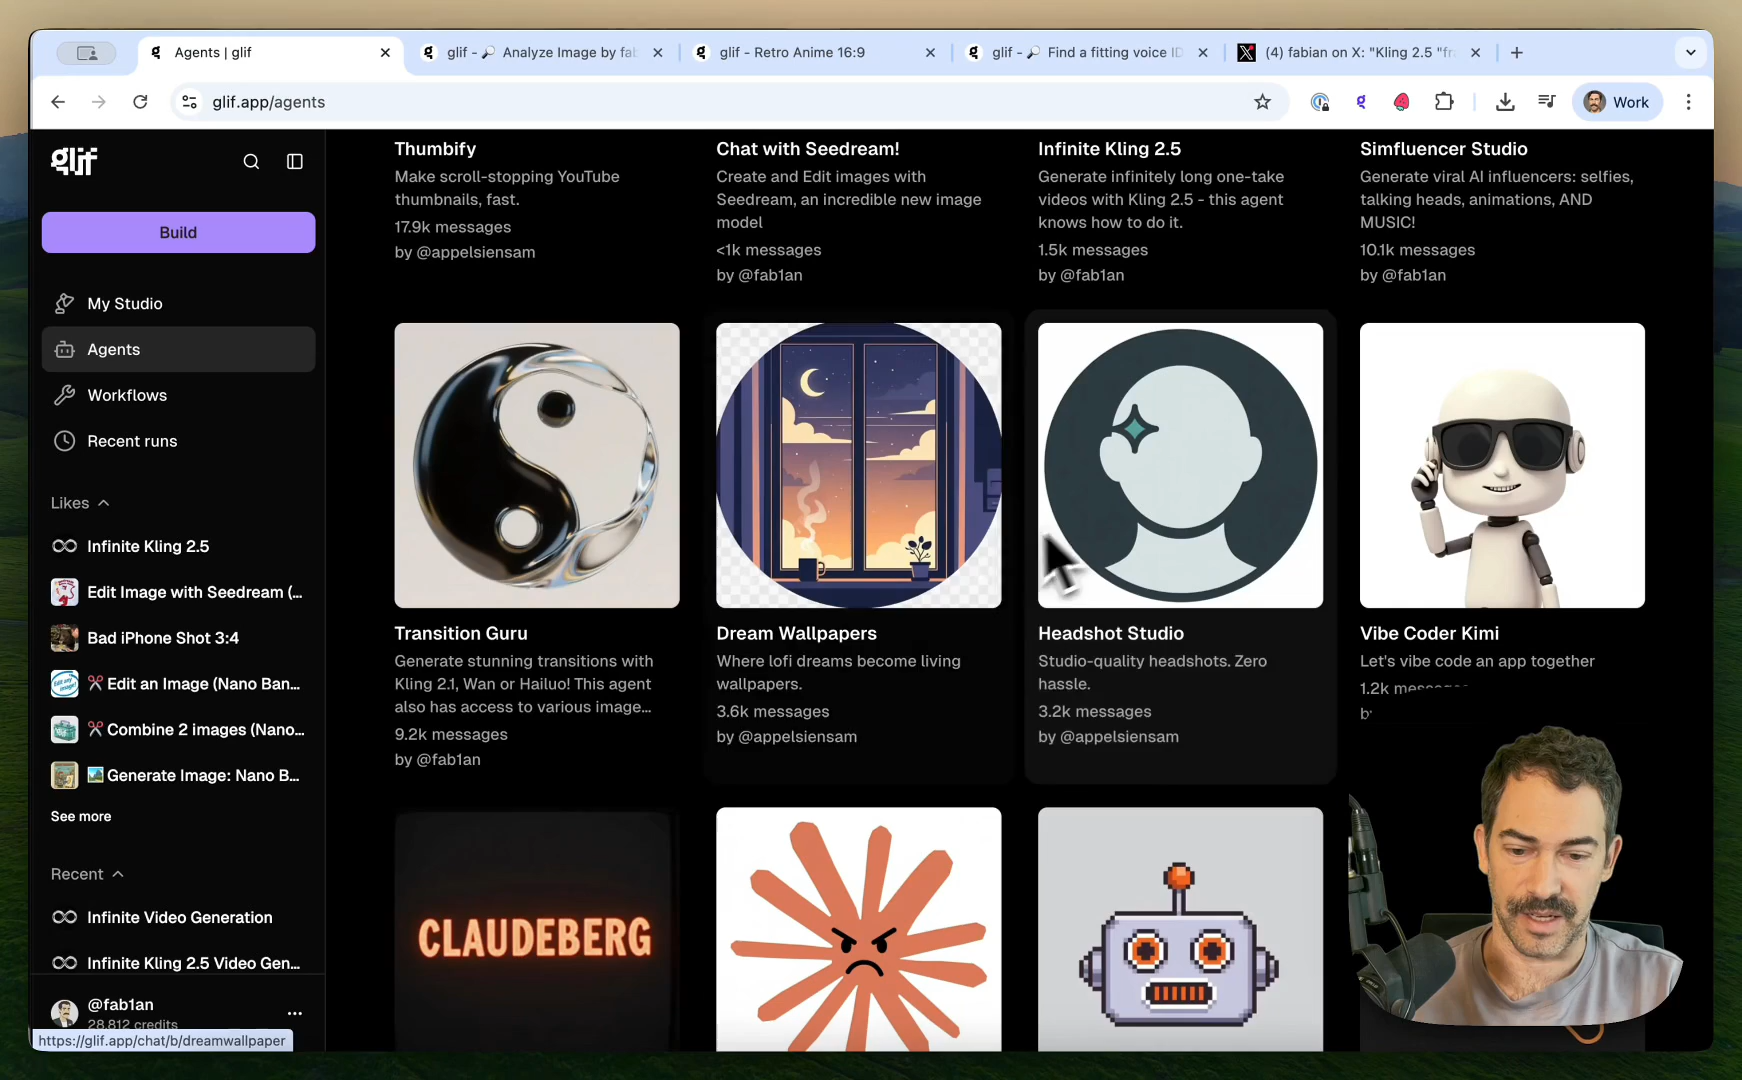 Agents | glif
glif - 🔎 Analyze Image by fab
glif - Retro Anime 16:9
glif - 🔎 Find a fitting voice ID
(4) fabian on X: "Kling 2.5 "fr
glif.app/agents
Work
glif
Build
My Studio
Agents
Workflows
Recent runs
Likes
Infinite Kling 2.5
Edit Image with Seedream (...
Bad iPhone Shot 3:4
✂️ Edit an Image (Nano Ban...
✂️ Combine 2 images (Nano...
🖼️ Generate Image: Nano B...
See more
Recent
Infinite Video Generation
Infinite Kling 2.5 Video Gen...
@fab1an
28,812 credits
https://glif.app/chat/b/dreamwallpaper
Thumbify
Make scroll-stopping YouTube
thumbnails, fast.
17.9k messages
by @appelsiensam
Chat with Seedream!
Create and Edit images with
Seedream, an incredible new image
model
<1k messages
by @fab1an
Infinite Kling 2.5
Generate infinitely long one-take
videos with Kling 2.5 - this agent
knows how to do it.
1.5k messages
by @fab1an
Simfluencer Studio
Generate viral AI influencers: selfies,
talking heads, animations, AND
MUSIC!
10.1k messages
by @fab1an
Transition Guru
Generate stunning transitions with
Kling 2.1, Wan or Hailuo! This agent
also has access to various image...
9.2k messages
by @fab1an
Dream Wallpapers
Where lofi dreams become living
wallpapers.
3.6k messages
by @appelsiensam
Headshot Studio
Studio-quality headshots. Zero
hassle.
3.2k messages
by @appelsiensam
Vibe Coder Kimi
Let's vibe code an app together
1.2k messages
CLAUDEBERG